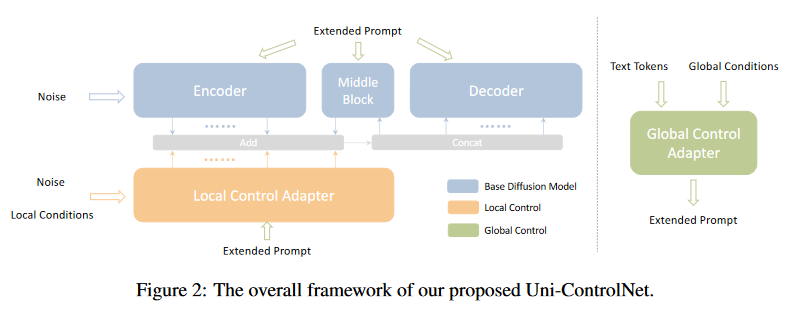 Extended Prompt
Encoder
Middle
Block
Decoder
Noise
Add
Concat
Noise
Local Conditions
Local Control Adapter
Extended Prompt
Base Diffusion Model
Local Control
Global Control
Text Tokens
Global Conditions
Global Control
Adapter
Extended Prompt
Figure 2: The overall framework of our proposed Uni-ControlNet.